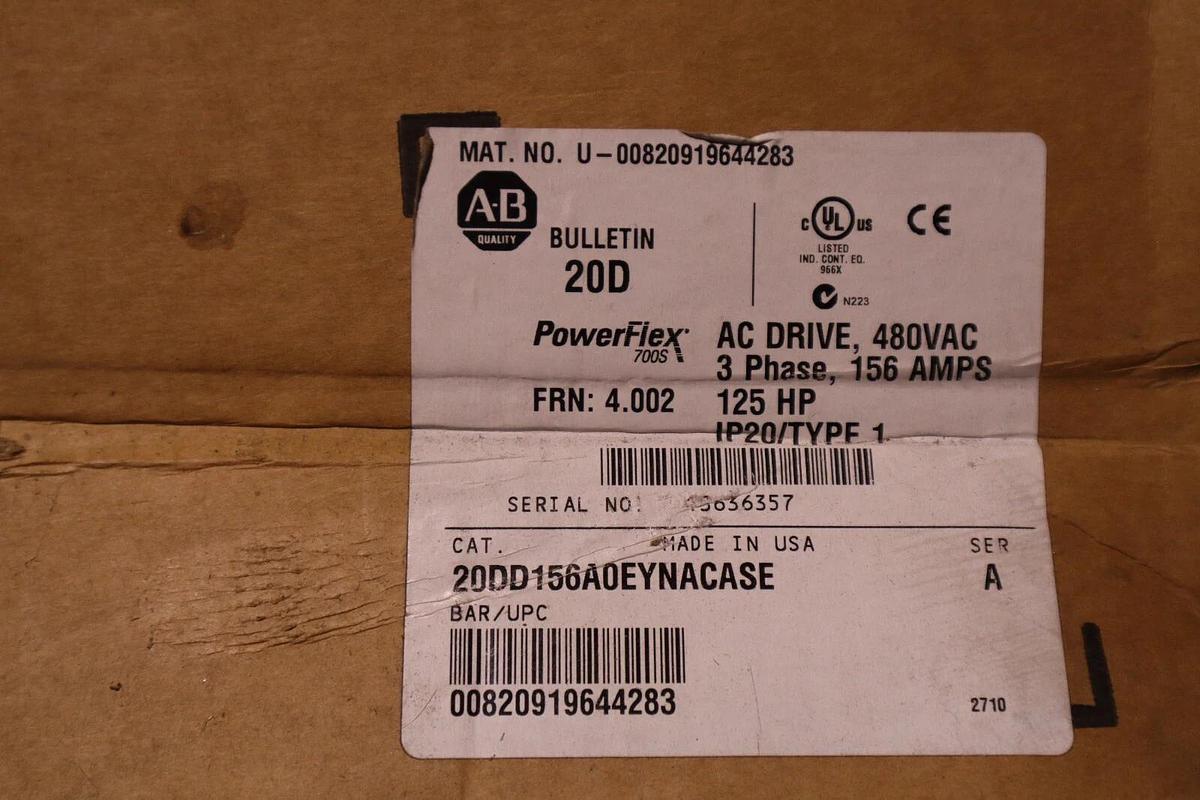 MAT. NO. U-00820919644283
A-B
QUALITY
BULLETIN
20D
C UL US
LISTED
IND. CONT. EQ.
966X
CE
N223
PowerFlex
700S
AC DRIVE, 480VAC
3 Phase, 156 AMPS
FRN: 4.002
125 HP
IP20/TYPE 1
SERIAL NO:
CAT.
MADE IN USA
SER
20DD156A0EYNACASE
A
BAR/UPC
00820919644283
2710